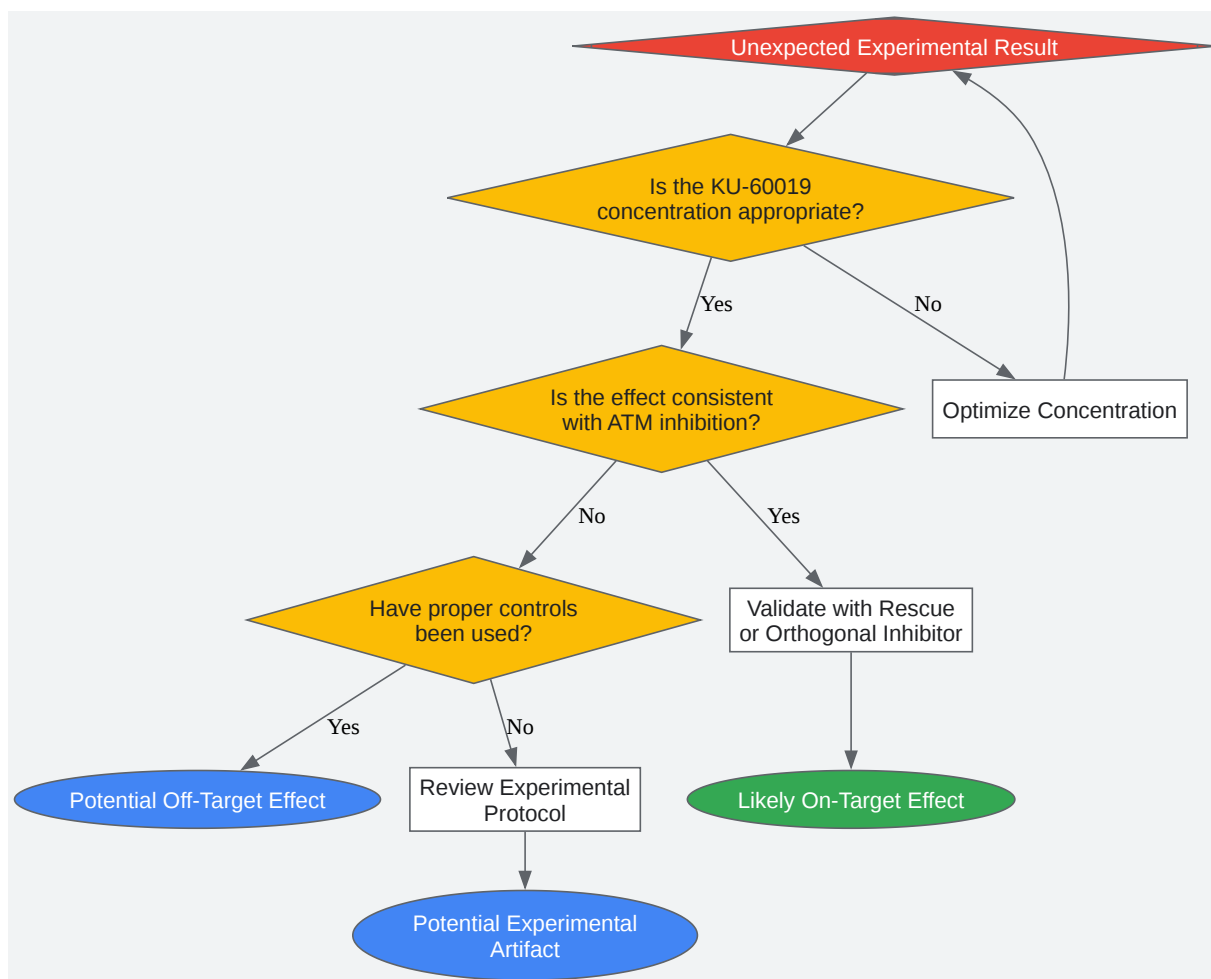 Unexpected Experimental Result
Is the KU-60019
concentration appropriate?
Yes
No
Is the effect consistent
with ATM inhibition?
Optimize Concentration
No
Yes
Have proper controls
been used?
Validate with Rescue
or Orthogonal Inhibitor
Yes
No
Potential Off-Target Effect
Review Experimental
Protocol
Likely On-Target Effect
Potential Experimental
Artifact